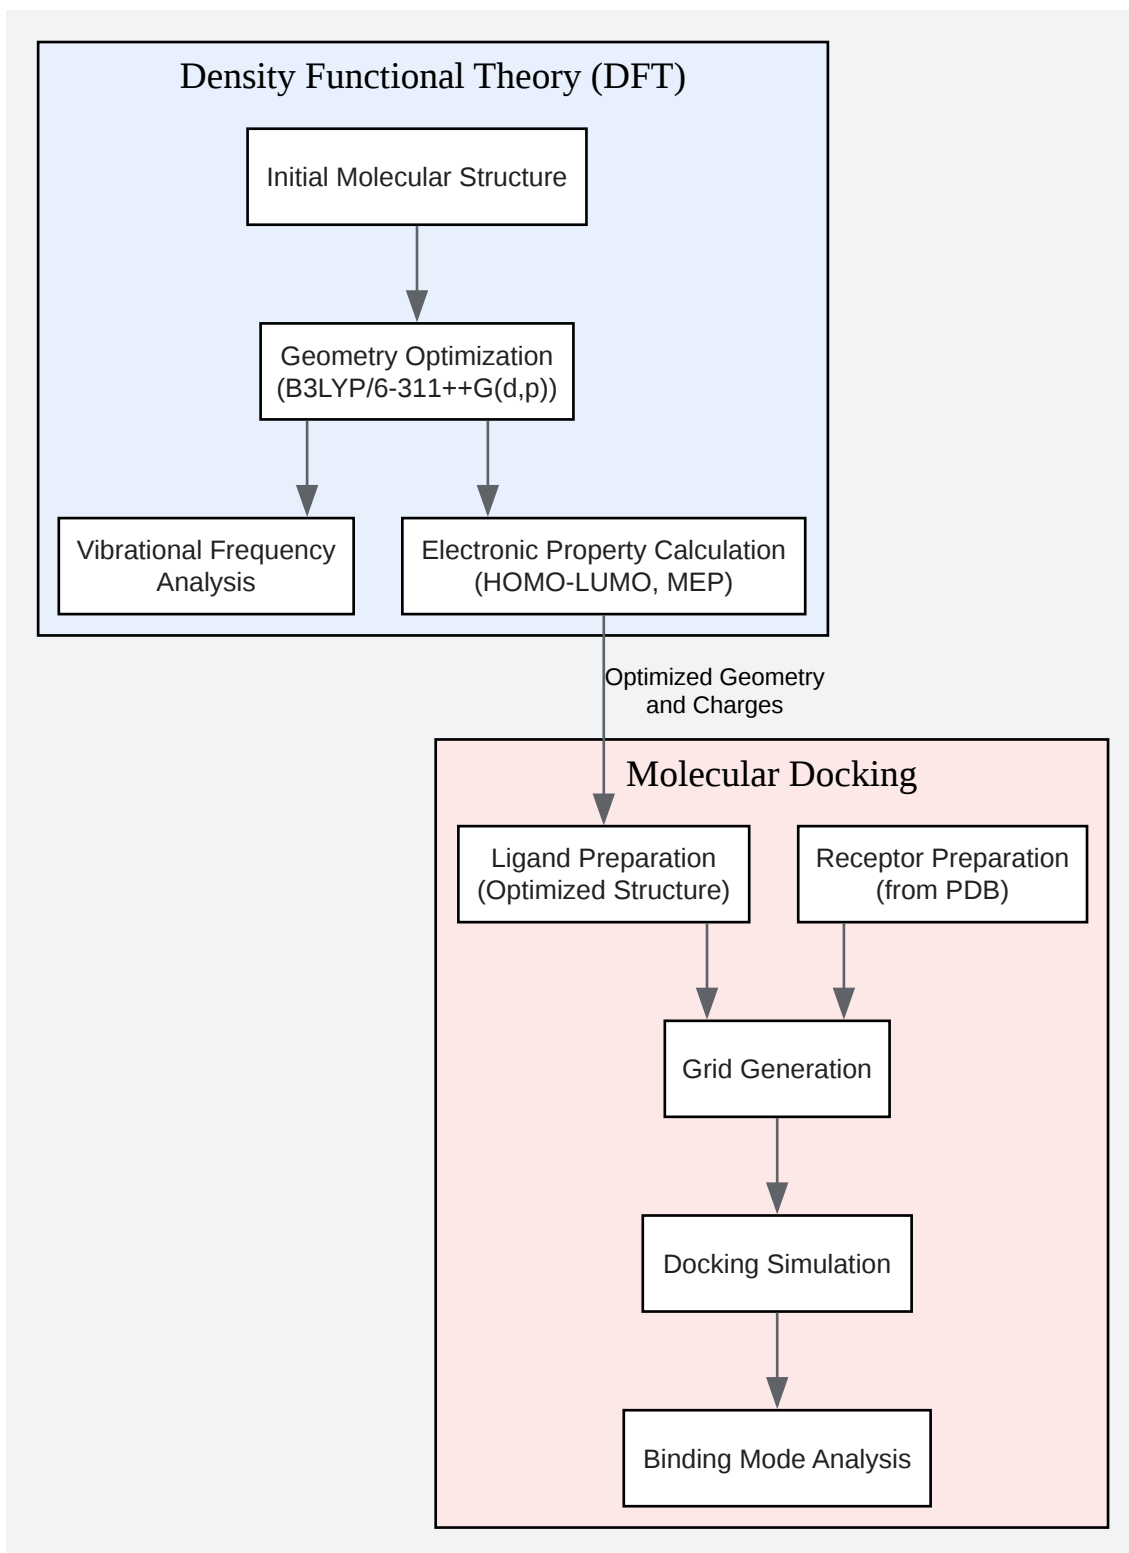 Density Functional Theory (DFT)
Initial Molecular Structure
Geometry Optimization
(B3LYP/6-311++G(d,p))
Vibrational Frequency
Analysis
Electronic Property Calculation
(HOMO-LUMO, MEP)
Optimized Geometry
and Charges
Molecular Docking
Ligand Preparation
(Optimized Structure)
Receptor Preparation
(from PDB)
Grid Generation
Docking Simulation
Binding Mode Analysis